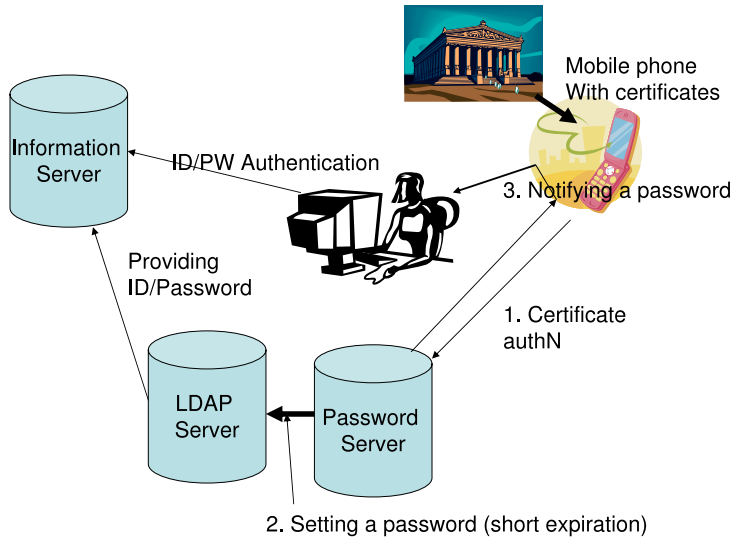 Mobile phone
With certificates
Information
Server
ID/PW Authentication
3. Notifying a password
Providing
ID/Password
1. Certificate
authN
LDAP
Server
Password
Server
2. Setting a password (short expiration)